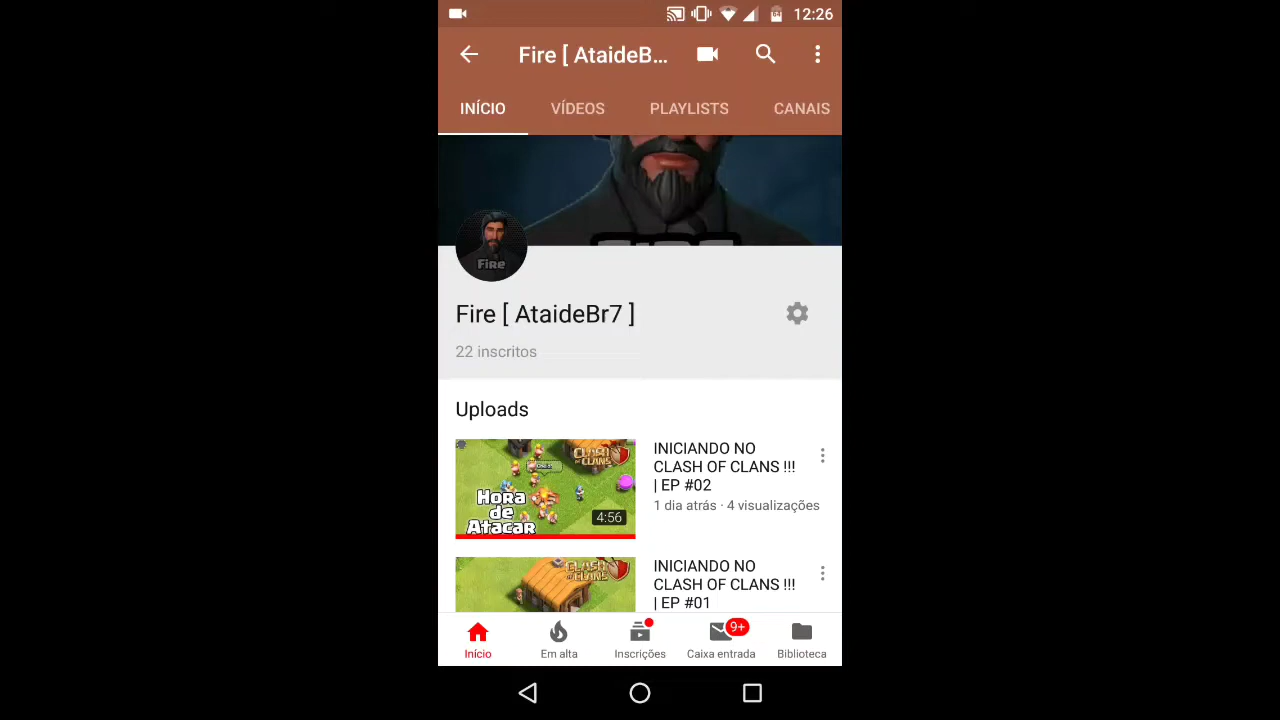 12:26
Fire [ AtaideB...
INÍCIO VÍDEOS PLAYLISTS CANAIS
Fire
Fire [ AtaideBr7 ]
22 inscritos
Uploads
CLASH OF CLANS
Hora
de
Atacar
4:56
INICIANDO NO
CLASH OF CLANS !!!
| EP #02
1 dia atrás · 4 visualizações
CLASH OF CLANS
INICIANDO NO
CLASH OF CLANS !!!
| EP #01
9+
Início Em alta Inscrições Caixa entrada Biblioteca